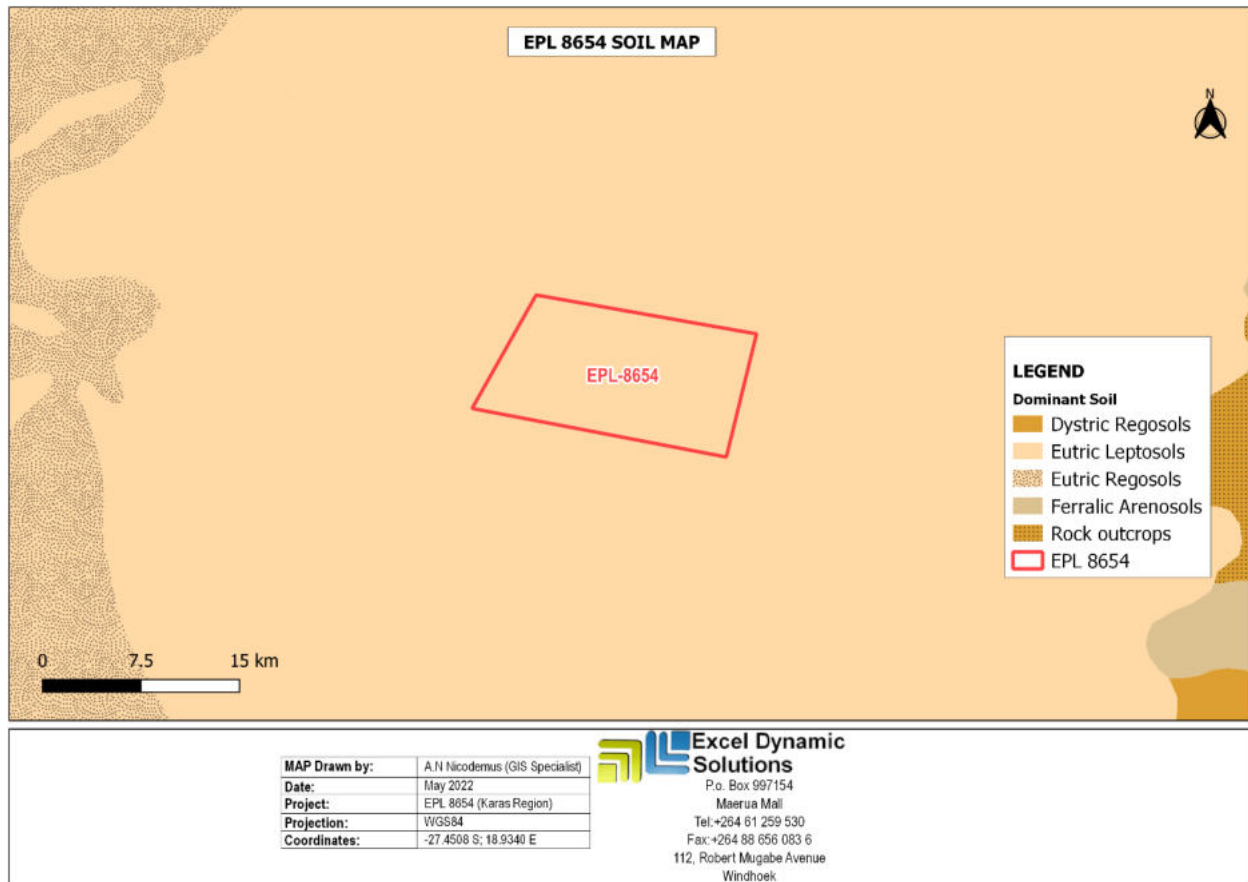 EPL 8654 SOIL MAP
N
EPL-8654
LEGEND
Dominant Soil
Dystric Regosols
Eutric Leptosols
Eutric Regosols
Ferralic Arenosols
Rock outcrops
EPL 8654
0 7.5 15 km
MAP Drawn by: A.N Nicodemus (GIS Specialist)
Date: May 2022
Project: EPL 8654 (Karas Region)
Projection: WGS84
Coordinates: -27.4508 S; 18.9340 E
Excel Dynamic
Solutions
P.o. Box 997154
Maerua Mall
Tel:+264 61 259 530
Fax:+264 88 656 083 6
112, Robert Mugabe Avenue
Windhoek